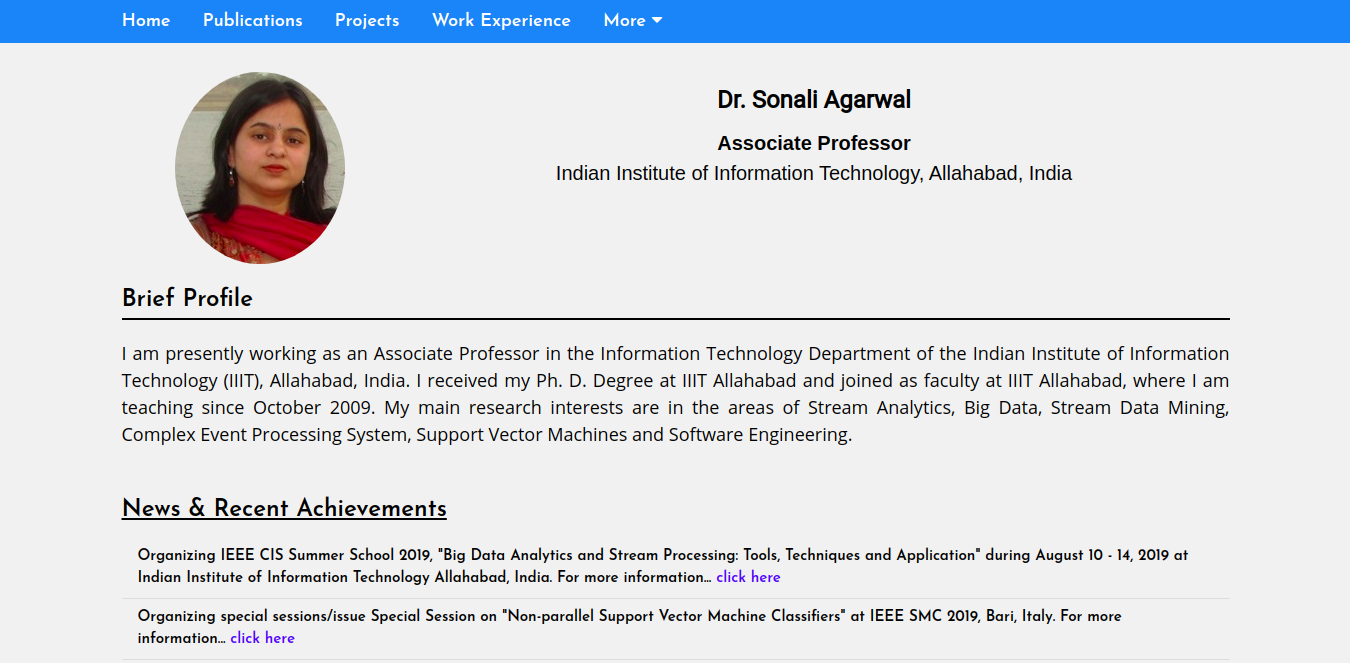 Home Publications Projects Work Experience More
Dr. Sonali Agarwal
Associate Professor
Indian Institute of Information Technology, Allahabad, India
Brief Profile
I am presently working as an Associate Professor in the Information Technology Department of the Indian Institute of Information
Technology (IIIT), Allahabad, India. I received my Ph. D. Degree at IIIT Allahabad and joined as faculty at IIIT Allahabad, where I am
teaching since October 2009. My main research interests are in the areas of Stream Analytics, Big Data, Stream Data Mining,
Complex Event Processing System, Support Vector Machines and Software Engineering.
News & Recent Achievements
Organizing IEEE CIS Summer School 2019, "Big Data Analytics and Stream Processing: Tools, Techniques and Application" during August 10 - 14, 2019 at
Indian Institute of Information Technology Allahabad, India. For more information... click here
Organizing special sessions/issue Special Session on "Non-parallel Support Vector Machine Classifiers" at IEEE SMC 2019, Bari, Italy. For more
information... click here